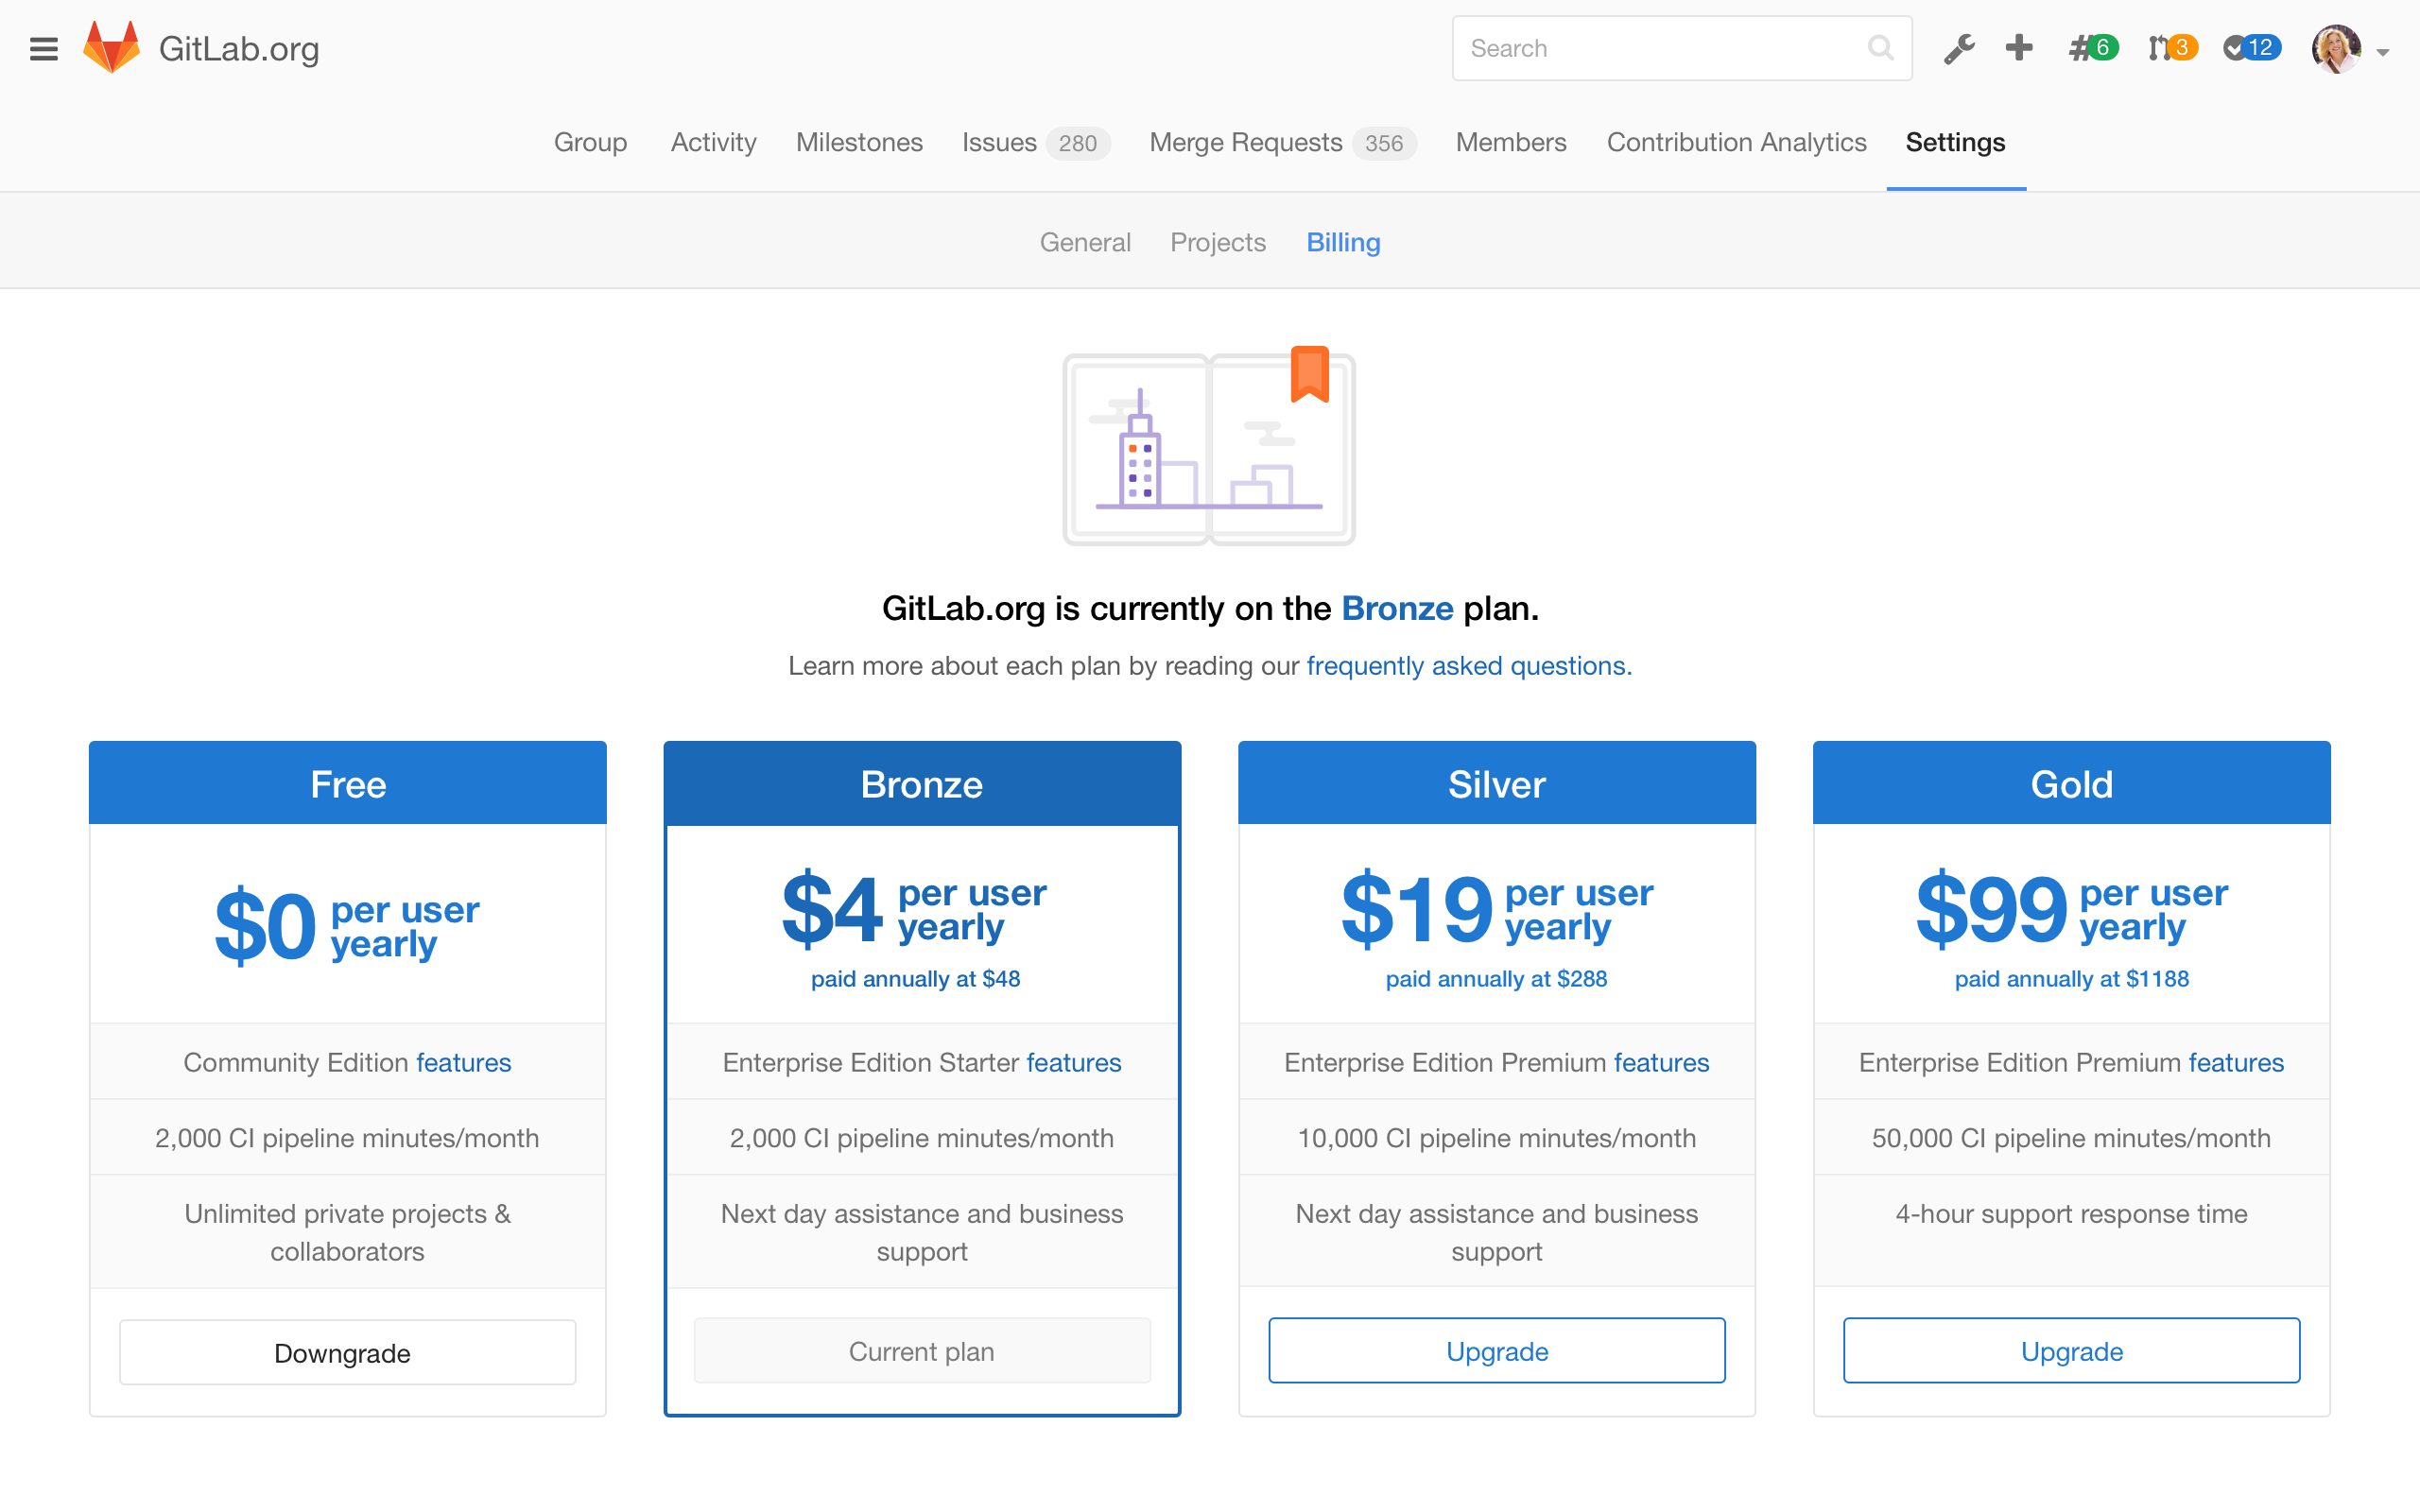 GitLab.org
Search
6
3
12
Group Activity Milestones Issues 280 Merge Requests 356 Members Contribution Analytics Settings
General Projects Billing
GitLab.org is currently on the Bronze plan.
Learn more about each plan by reading our frequently asked questions.
Free
$0 per user
yearly
Community Edition features
2,000 CI pipeline minutes/month
Unlimited private projects &
collaborators
Downgrade
Bronze
$4 per user
yearly
paid annually at $48
Enterprise Edition Starter features
2,000 CI pipeline minutes/month
Next day assistance and business
support
Current plan
Silver
$19 per user
yearly
paid annually at $288
Enterprise Edition Premium features
10,000 CI pipeline minutes/month
Next day assistance and business
support
Upgrade
Gold
$99 per user
yearly
paid annually at $1188
Enterprise Edition Premium features
50,000 CI pipeline minutes/month
4-hour support response time
Upgrade